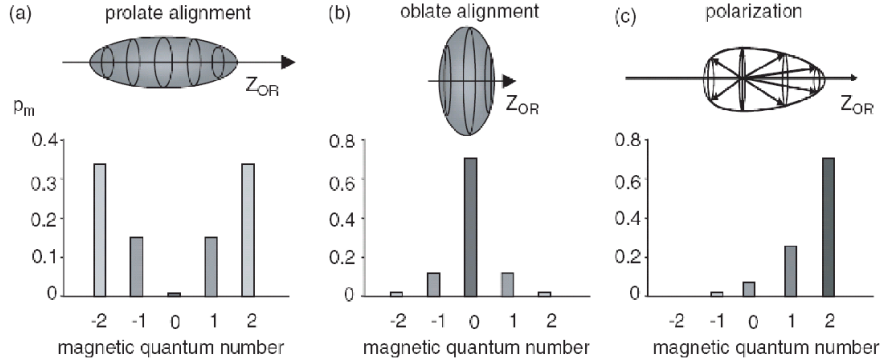 (a) prolate alignment
Z_OR
p_m
0.4
0.3
0.2
0.1
0
-2 -1 0 1 2
magnetic quantum number
(b) oblate alignment
Z_OR
0.8
0.6
0.4
0.2
0
-2 -1 0 1 2
magnetic quantum number
(c) polarization
Z_OR
0.8
0.6
0.4
0.2
0
-2 -1 0 1 2
magnetic quantum number